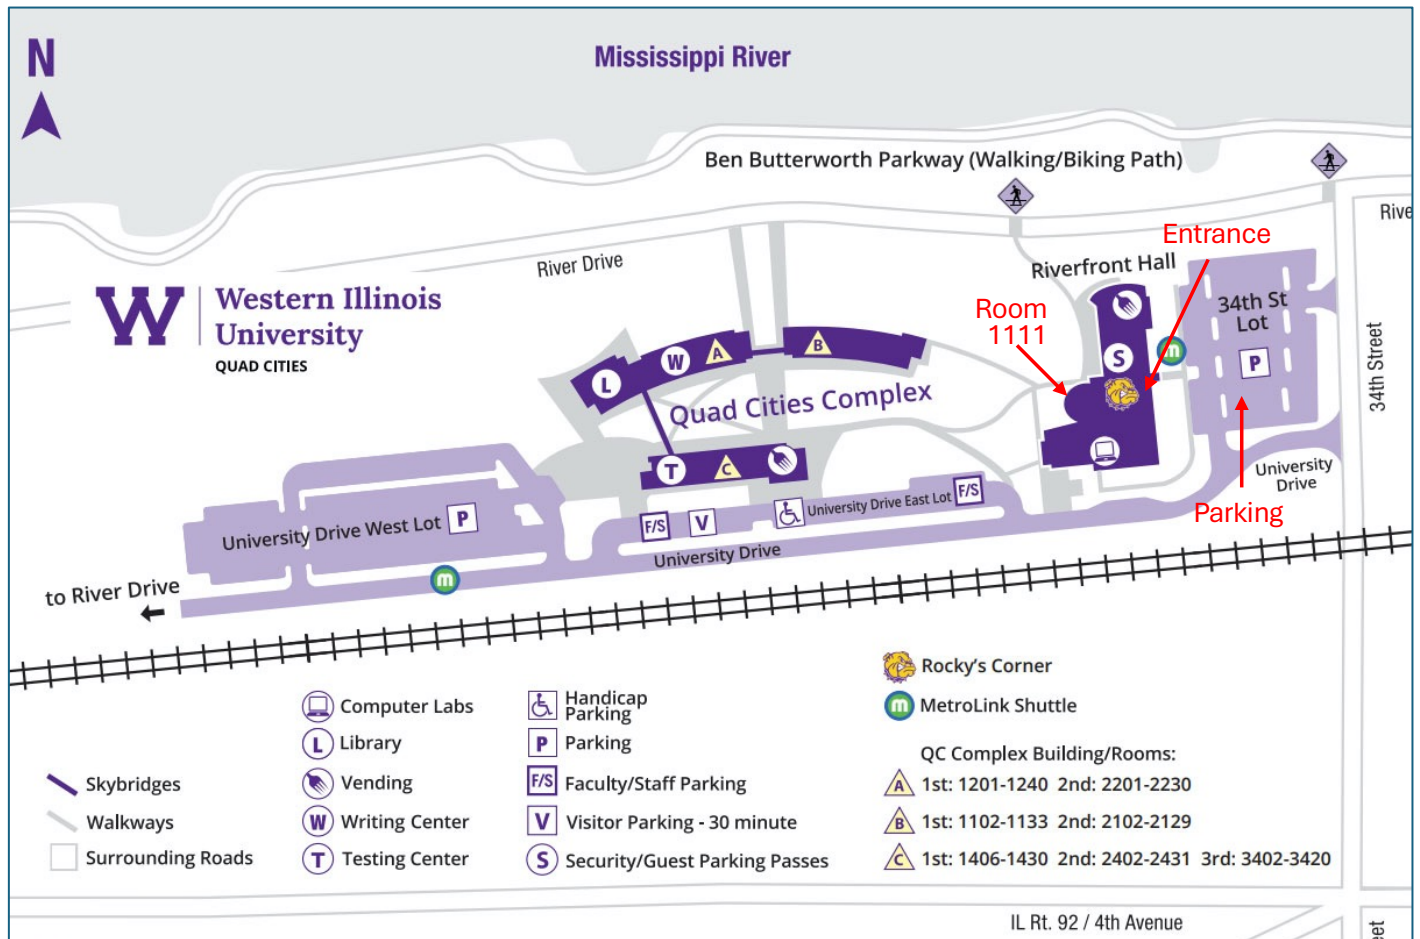 N
Mississippi River
Ben Butterworth Parkway (Walking/Biking Path)
Rive
River Drive
Entrance
Riverfront Hall
W
Western Illinois
University
QUAD CITIES
Room
1111
34th St
Lot
P
34th Street
L
W
A
B
S
m
Quad Cities Complex
T
C
University Drive West Lot
P
F/S
V
University Drive East Lot
F/S
University
Drive
Parking
University Drive
m
to River Drive
Rocky's Corner
m
MetroLink Shuttle
Computer Labs
L
Library
Vending
W
Writing Center
T
Testing Center
Handicap
Parking
P
Parking
F/S
Faculty/Staff Parking
V
Visitor Parking - 30 minute
S
Security/Guest Parking Passes
Skybridges
Walkways
Surrounding Roads
QC Complex Building/Rooms:
A
1st: 1201-1240 2nd: 2201-2230
B
1st: 1102-1133 2nd: 2102-2129
C
1st: 1406-1430 2nd: 2402-2431 3rd: 3402-3420
IL Rt. 92 / 4th Avenue
eet